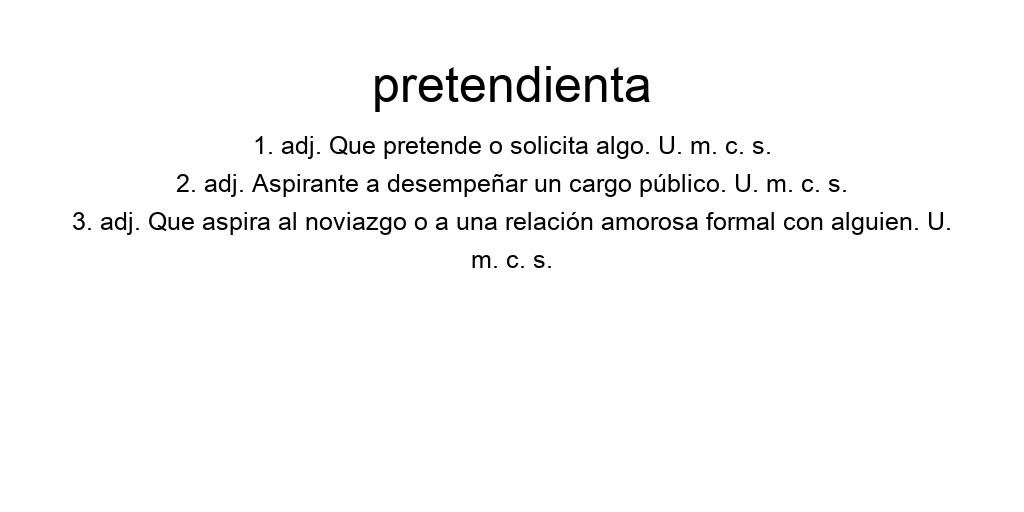 pretendienta
1. adj. Que pretende o solicita algo. U. m. c. s.
2. adj. Aspirante a desempeñar un cargo público. U. m. c. s.
3. adj. Que aspira al noviazgo o a una relación amorosa formal con alguien. U.
m. c. s.